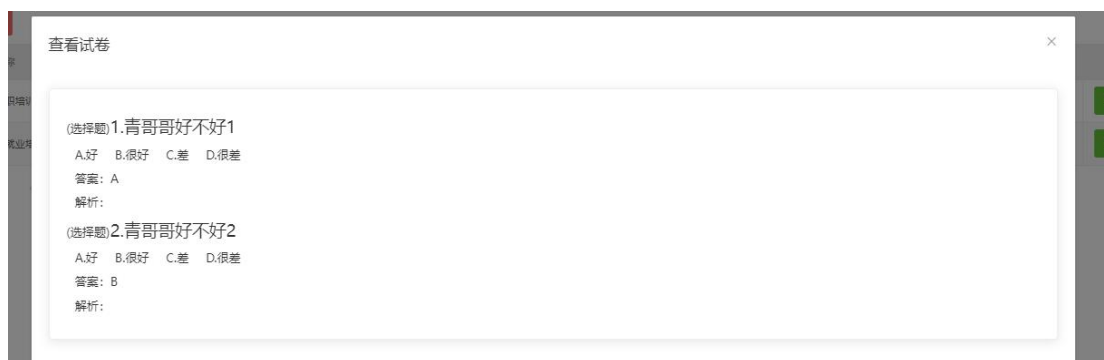 查看试卷
×
(选择题)1.青哥哥好不好1
A.好 B.很好 C.差 D.很差
答案：A
解析：
(选择题)2.青哥哥好不好2
A.好 B.很好 C.差 D.很差
答案：B
解析：